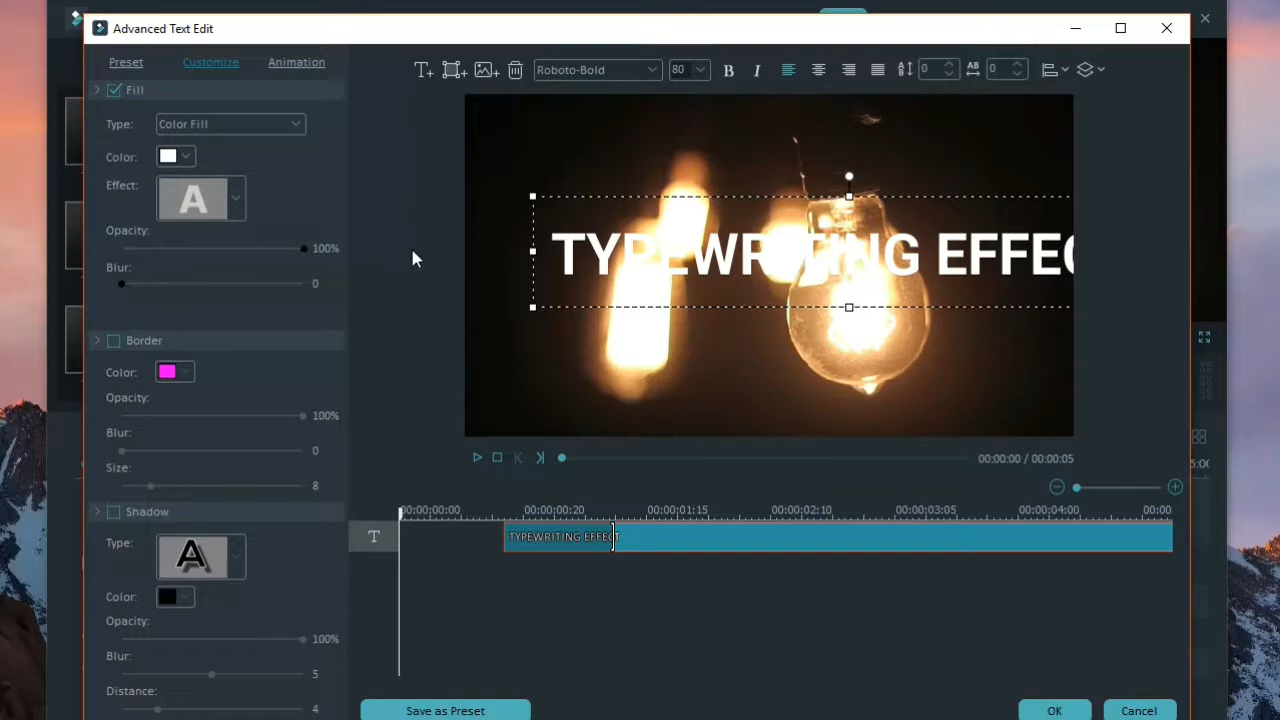 Advanced Text Edit
Preset Customize Animation
Roboto-Bold 80 B I 0 AB 0
Fill
Type: Color Fill
Color:
Effect: A
Opacity:
100%
Blur:
0
Border
Color:
Opacity:
100%
Blur:
0
Size:
8
Shadow
Type: A
Color:
Opacity:
100%
Blur:
5
Distance:
4
TYPEWRITING EFFEC
00:00:00 / 00:00:05
00:00:00:00 00:00:00:20 00:00:01:15 00:00:02:10 00:00:03:05 00:00:04:00 00:00
T TYPEWRITING EFFECT
Save as Preset OK Cancel